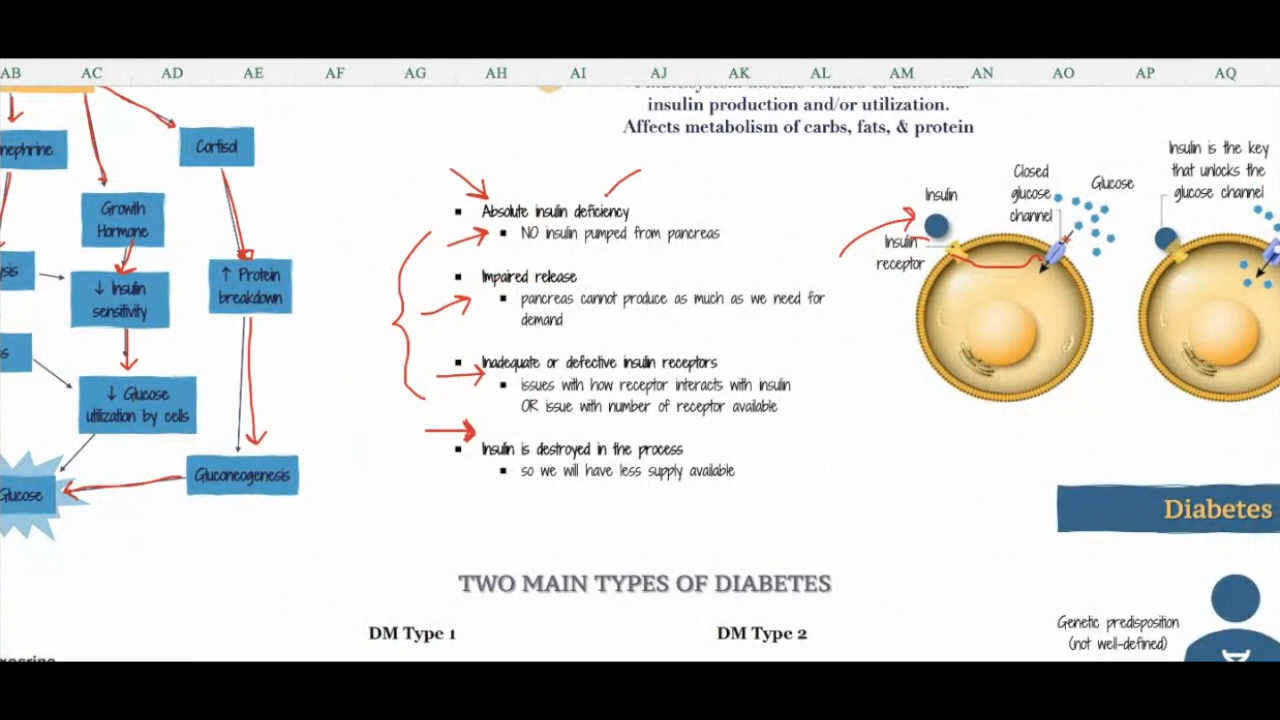 AB AC AD AE AF AG AH AI AJ AK AL AM AN AO AP AQ
insulin production and/or utilization.
Affects metabolism of carbs, fats, & protein
nephrine
Cortisol
Growth
Hormone
ysis
↓ Insulin
sensitivity
↑ Protein
breakdown
↓ Glucose
utilization by cells
Glucose
Gluconeogenesis
Absolute insulin deficiency
NO insulin pumped from pancreas
Impaired release
pancreas cannot produce as much as we need for
demand
Inadequate or defective insulin receptors
issues with how receptor interacts with insulin
OR issue with number of receptor available
Insulin is destroyed in the process
so we will have less supply available
Insulin
Insulin
receptor
Closed
glucose
channel
Glucose
Insulin is the key
that unlocks the
glucose channel
Diabetes
TWO MAIN TYPES OF DIABETES
DM Type 1
DM Type 2
Genetic predisposition
(not well-defined)